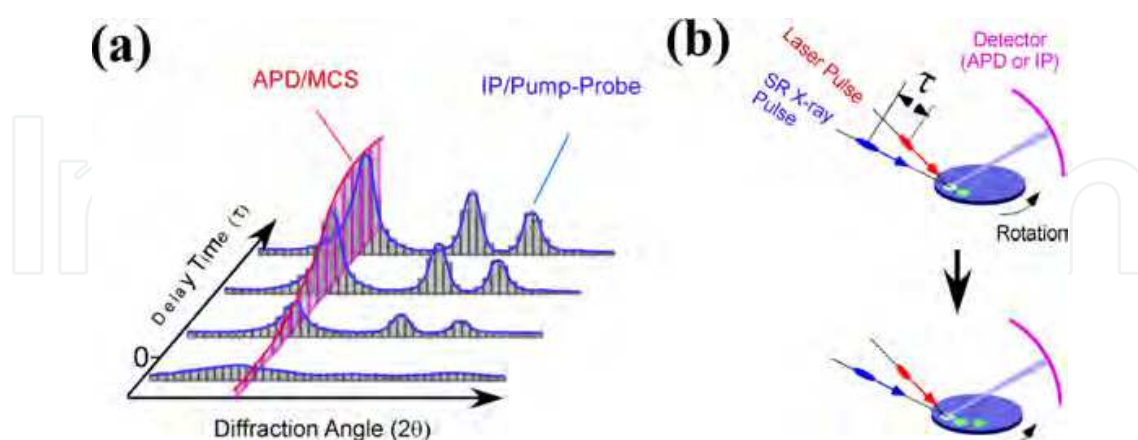 (a)
APD/MCS
IP/Pump-Probe
Delay Time (τ)
0
Diffraction Angle (2θ)
(b)
Laser Pulse
SR X-ray
Pulse
τ
Detector
(APD or IP)
Rotation